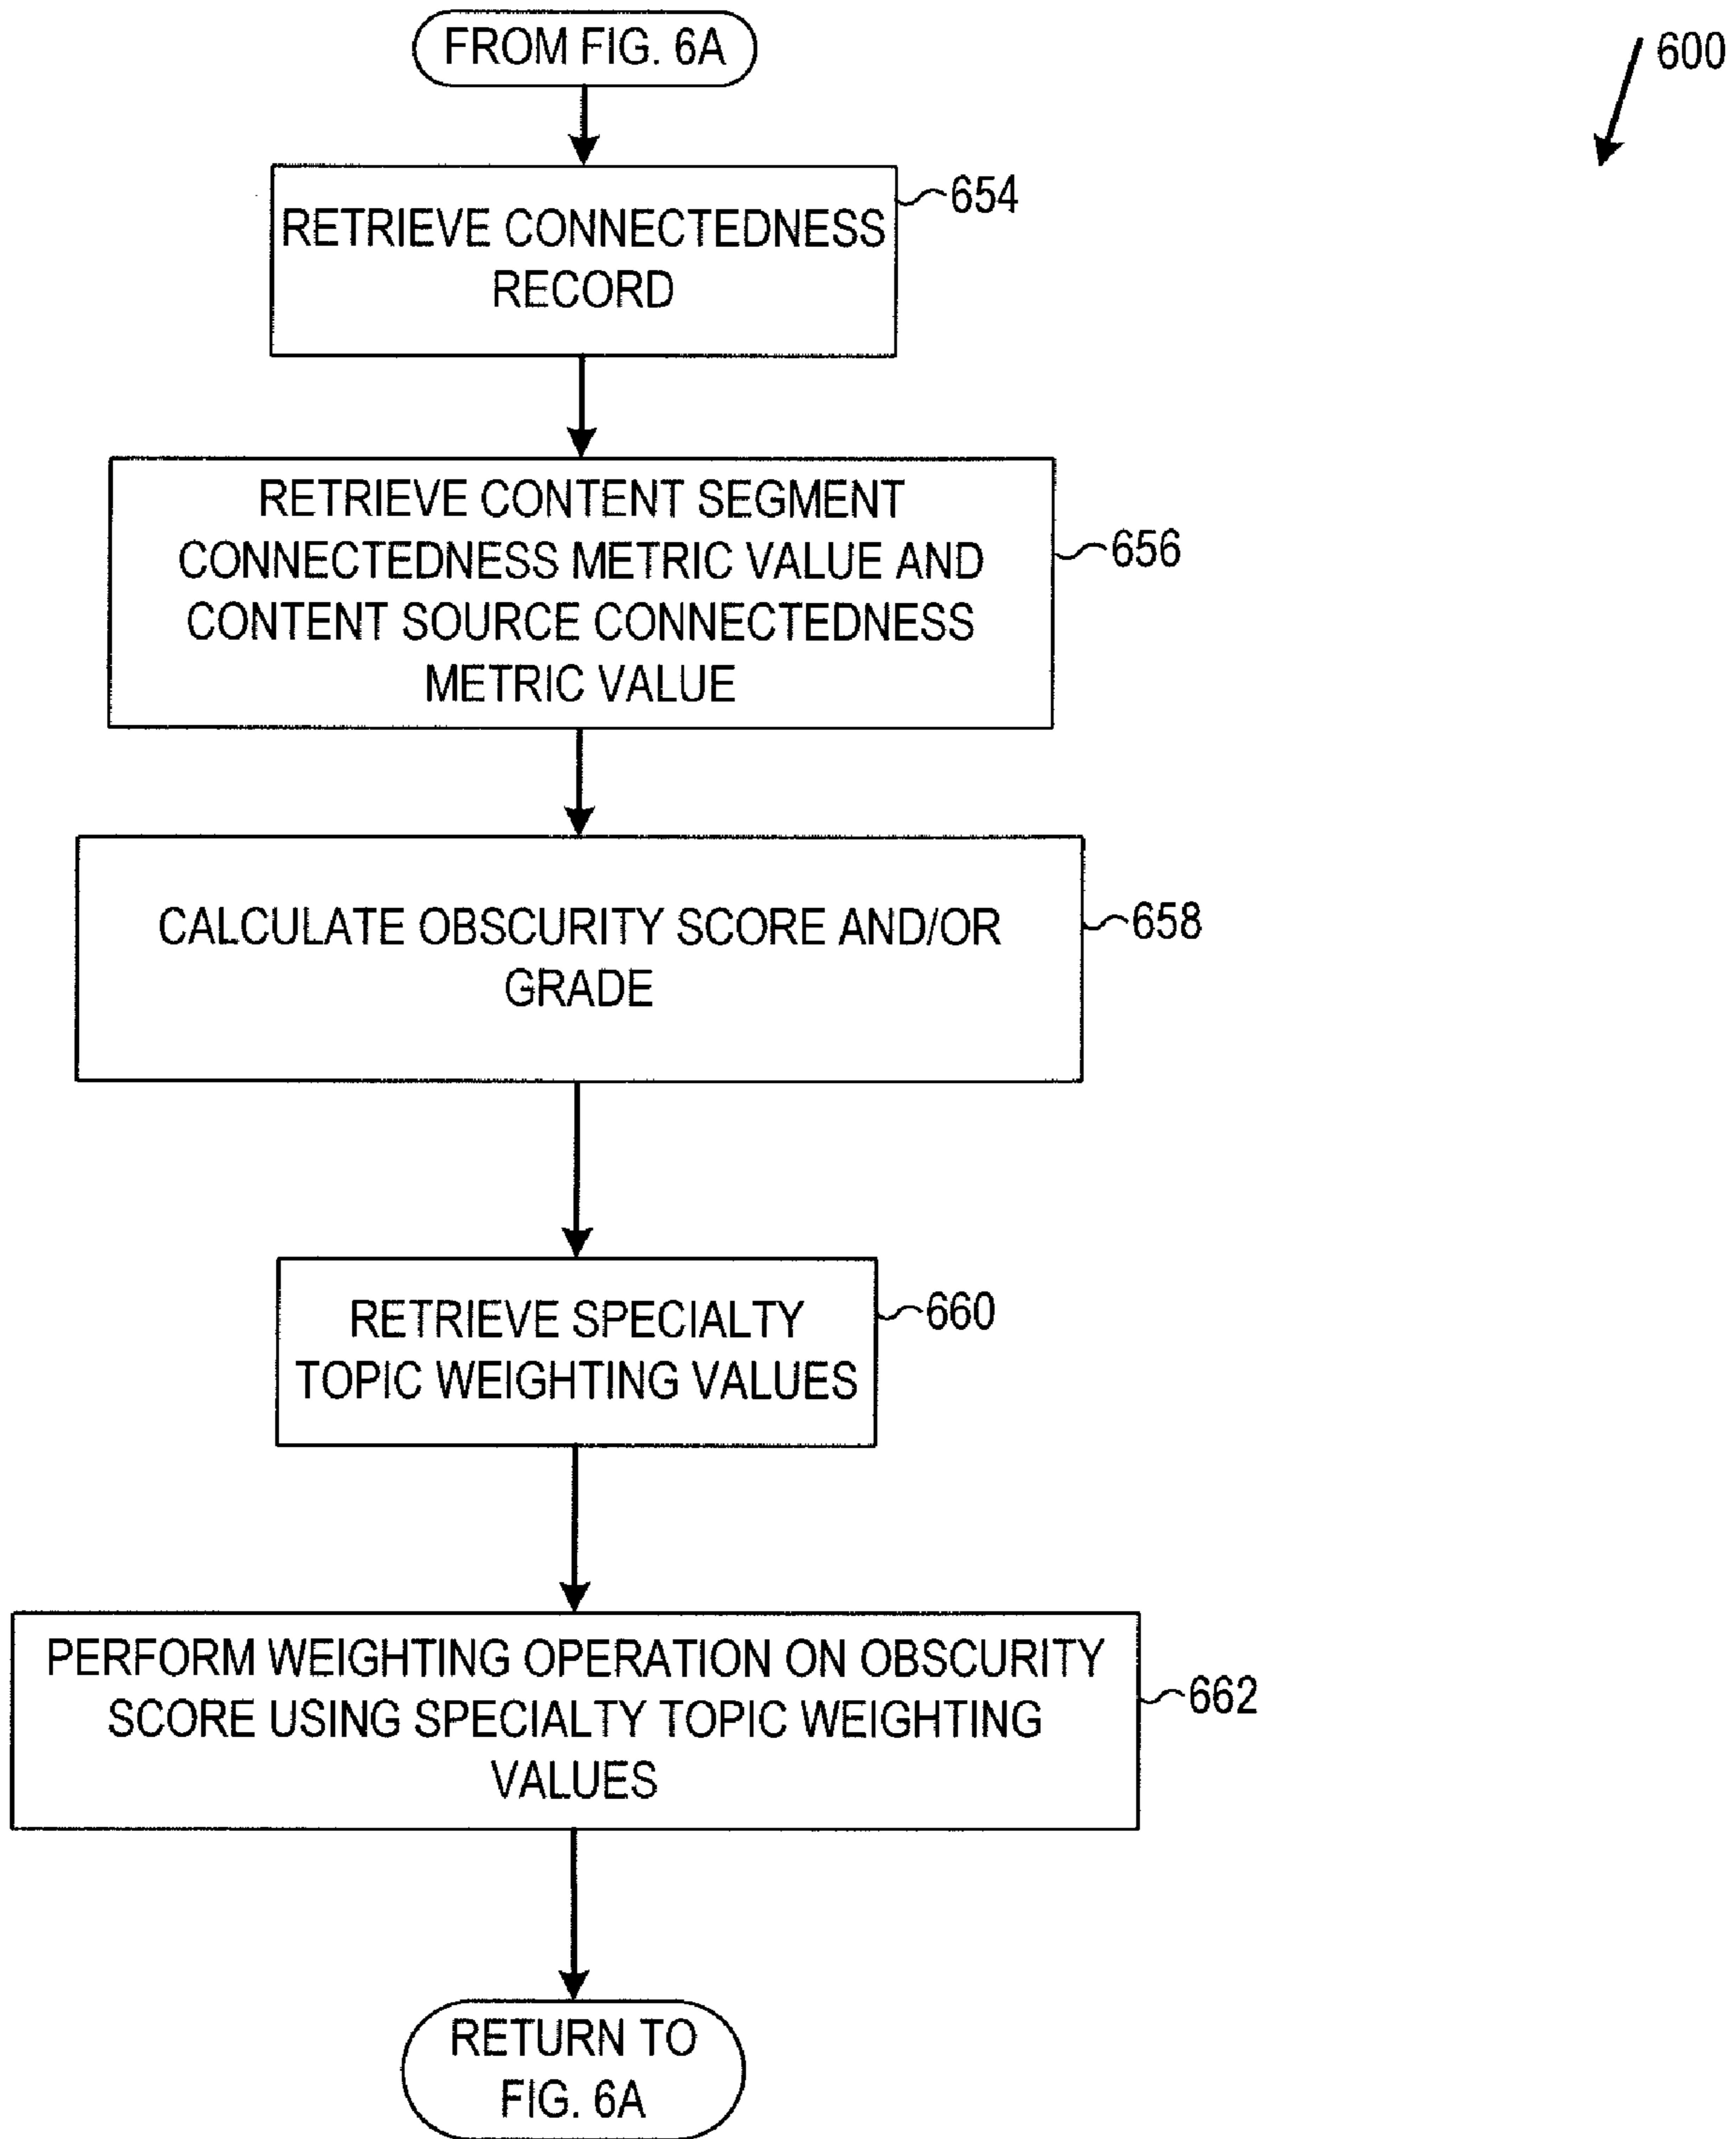 FROM FIG. 6A
600
RETRIEVE CONNECTEDNESS
RECORD
654
RETRIEVE CONTENT SEGMENT
CONNECTEDNESS METRIC VALUE AND
CONTENT SOURCE CONNECTEDNESS
METRIC VALUE
656
CALCULATE OBSCURITY SCORE AND/OR
GRADE
658
RETRIEVE SPECIALTY
TOPIC WEIGHTING VALUES
660
PERFORM WEIGHTING OPERATION ON OBSCURITY
SCORE USING SPECIALTY TOPIC WEIGHTING
VALUES
662
RETURN TO
FIG. 6A